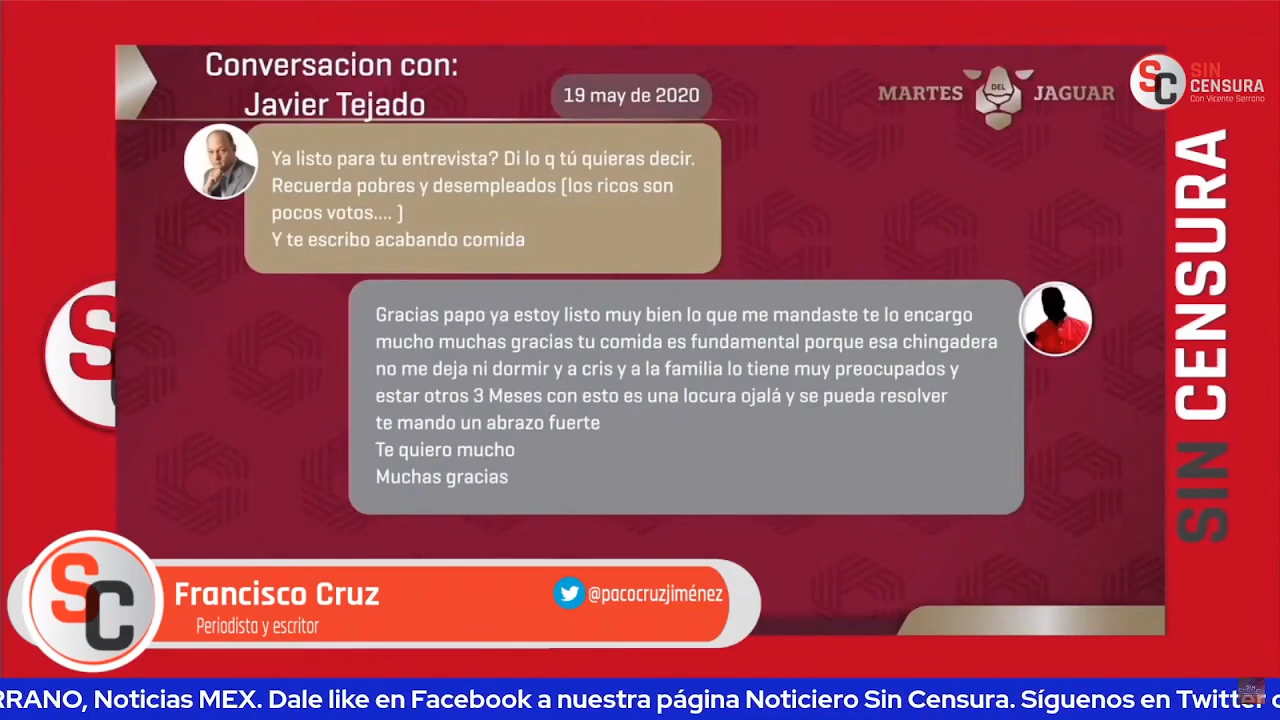 Conversacion con:
Javier Tejado
19 may de 2020
MARTES DEL JAGUAR
SC SIN
CENSURA
Con Vicente Serrano
Ya listo para tu entrevista? Di lo q tú quieras decir.
Recuerda pobres y desempleados (los ricos son
pocos votos.... )
Y te escribo acabando comida
Gracias papo ya estoy listo muy bien lo que me mandaste te lo encargo
mucho muchas gracias tu comida es fundamental porque esa chingadera
no me deja ni dormir y a cris y a la familia lo tiene muy preocupados y
estar otros 3 Meses con esto es una locura ojalá y se pueda resolver
te mando un abrazo fuerte
Te quiero mucho
Muchas gracias
SIN CENSURA
S
SC
Francisco Cruz
@pacocruzjiménez
Periodista y escritor
RRANO, Noticias MEX. Dale like en Facebook a nuestra página Noticiero Sin Censura. Síguenos en Twitter